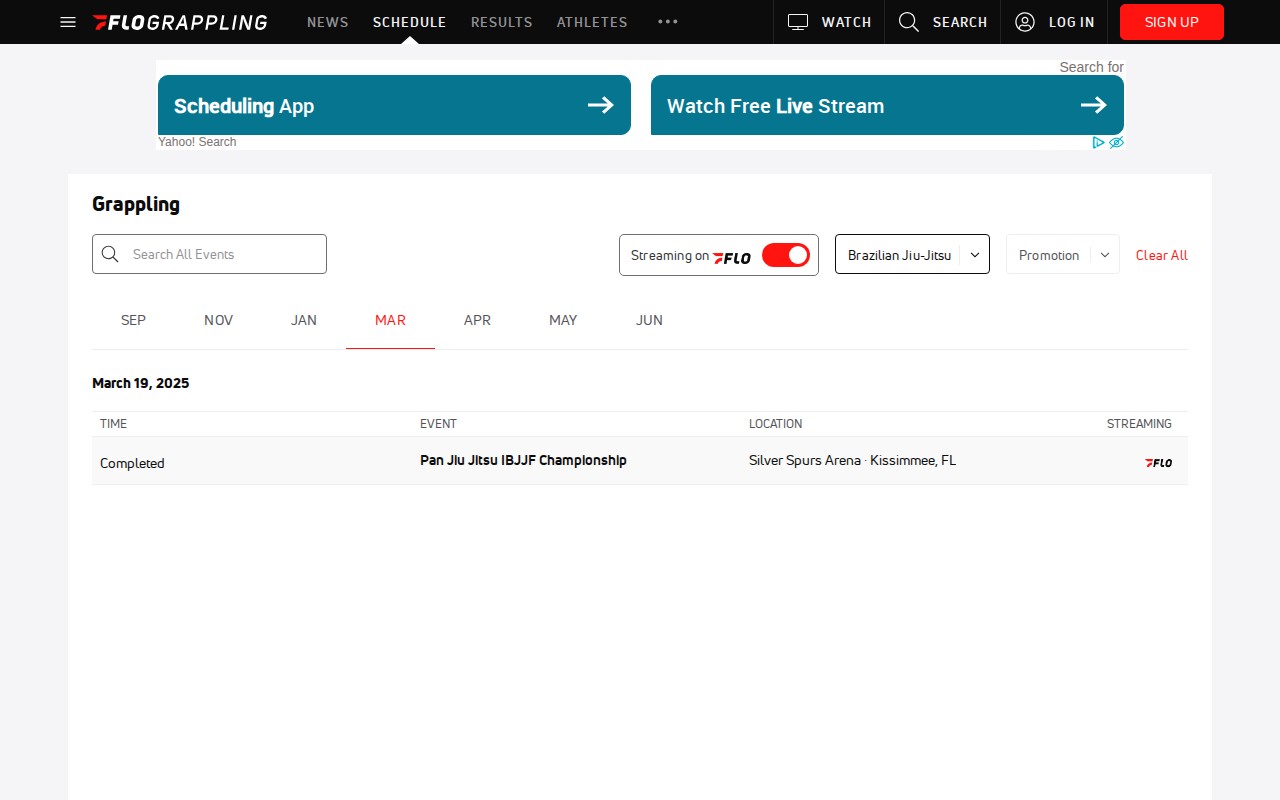 FLOGRAPPLING NEWS SCHEDULE RESULTS ATHLETES WATCH SEARCH LOG IN SIGN UP
Search for
Scheduling App
Watch Free Live Stream
Yahoo! Search
Grappling
Search All Events
Streaming on FLO
Brazilian Jiu-Jitsu
Promotion
Clear All
SEP NOV JAN MAR APR MAY JUN
March 19, 2025
TIME EVENT LOCATION STREAMING
Completed Pan Jiu Jitsu IBJJF Championship Silver Spurs Arena · Kissimmee, FL FLO